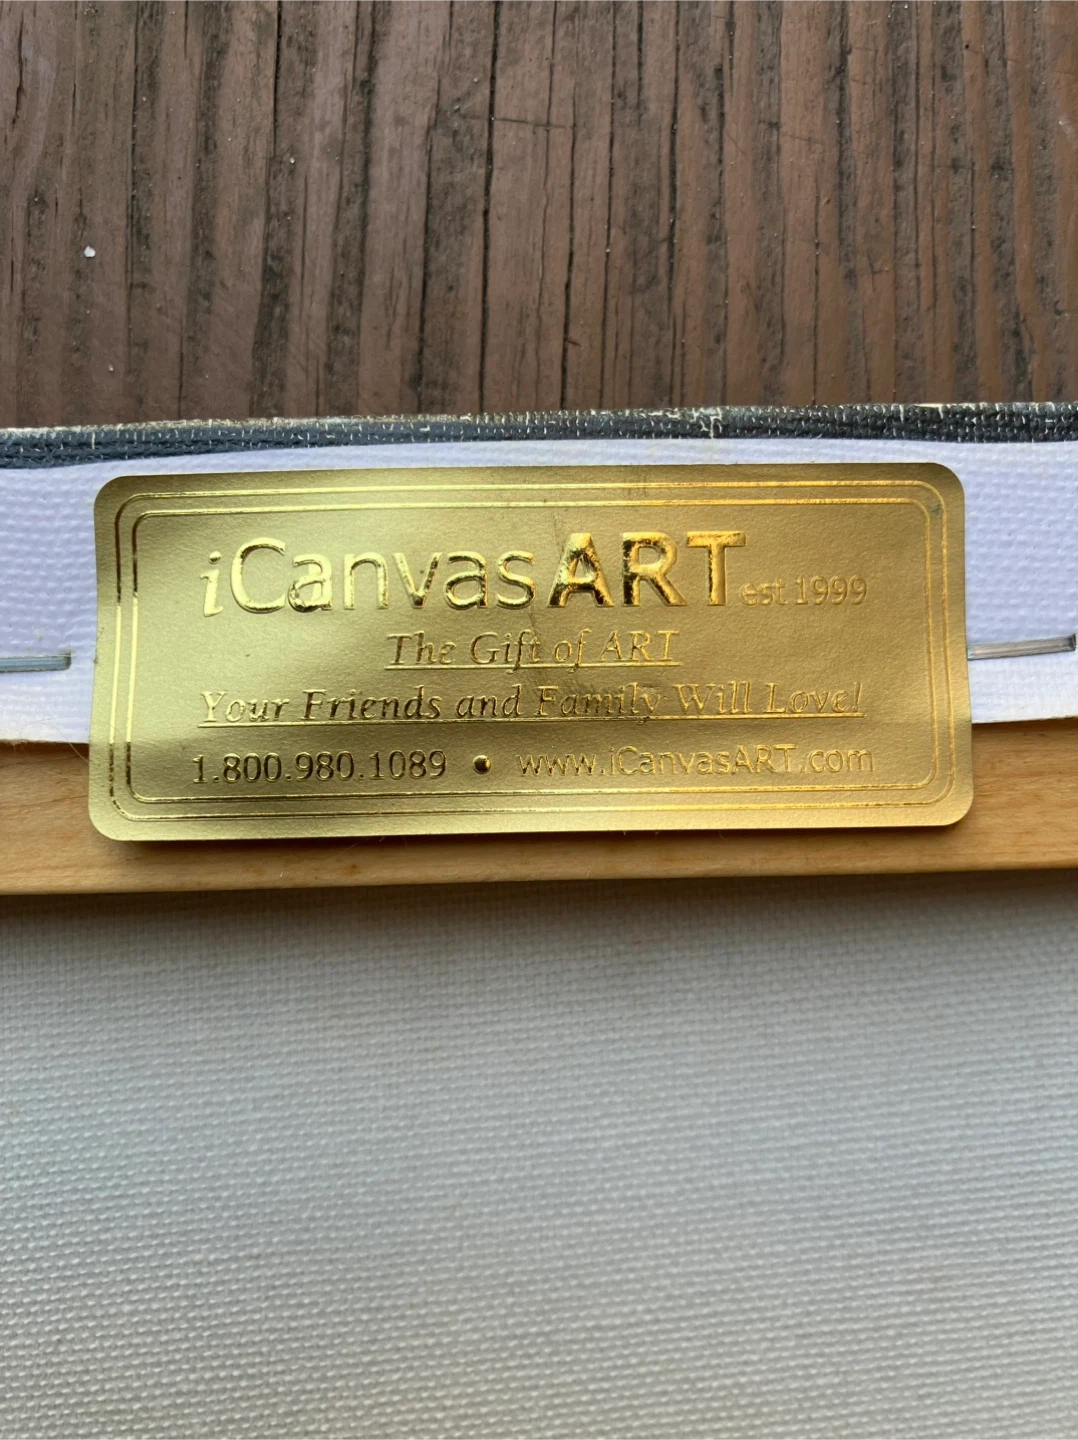 iCanvasART est 1999
The Gift of ART
Your Friends and Family Will Love!
1.800.980.1089 • www.iCanvasART.com